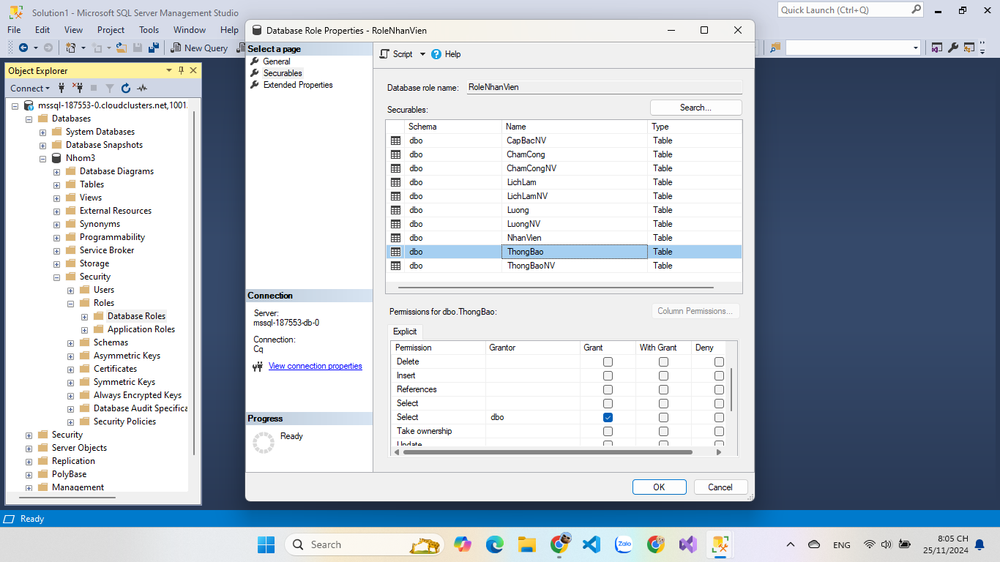 Solution1 - Microsoft SQL Server Management Studio
Quick Launch (Ctrl+Q)
File Edit View Project Tools Window Help
New Query
Object Explorer
Connect
mssql-187553-0.cloudclusters.net,1001
Databases
System Databases
Database Snapshots
Nhom3
Database Diagrams
Tables
Views
External Resources
Synonyms
Programmability
Service Broker
Storage
Security
Users
Roles
Database Roles
Application Roles
Schemas
Asymmetric Keys
Certificates
Symmetric Keys
Always Encrypted Keys
Database Audit Specifica
Security Policies
Security
Server Objects
Replication
PolyBase
Management
Database Role Properties - RoleNhanVien
Select a page
General
Securables
Extended Properties
Connection
Server:
mssql-187553-db-0
Connection:
Cq
View connection properties
Progress
Ready
Script Help
Database role name: RoleNhanVien
Securables:
Search...
Schema Name Type
dbo CapBacNV Table
dbo ChamCong Table
dbo ChamCongNV Table
dbo LichLam Table
dbo LichLamNV Table
dbo Luong Table
dbo LuongNV Table
dbo NhanVien Table
dbo ThongBao Table
dbo ThongBaoNV Table
Permissions for dbo.ThongBao:
Column Permissions...
Explicit
Permission Grantor Grant With Grant Deny
Delete
Insert
References
Select
Select dbo
Take ownership
Update
OK Cancel
Ready
Search
Zalo
ENG
8:05 CH
25/11/2024